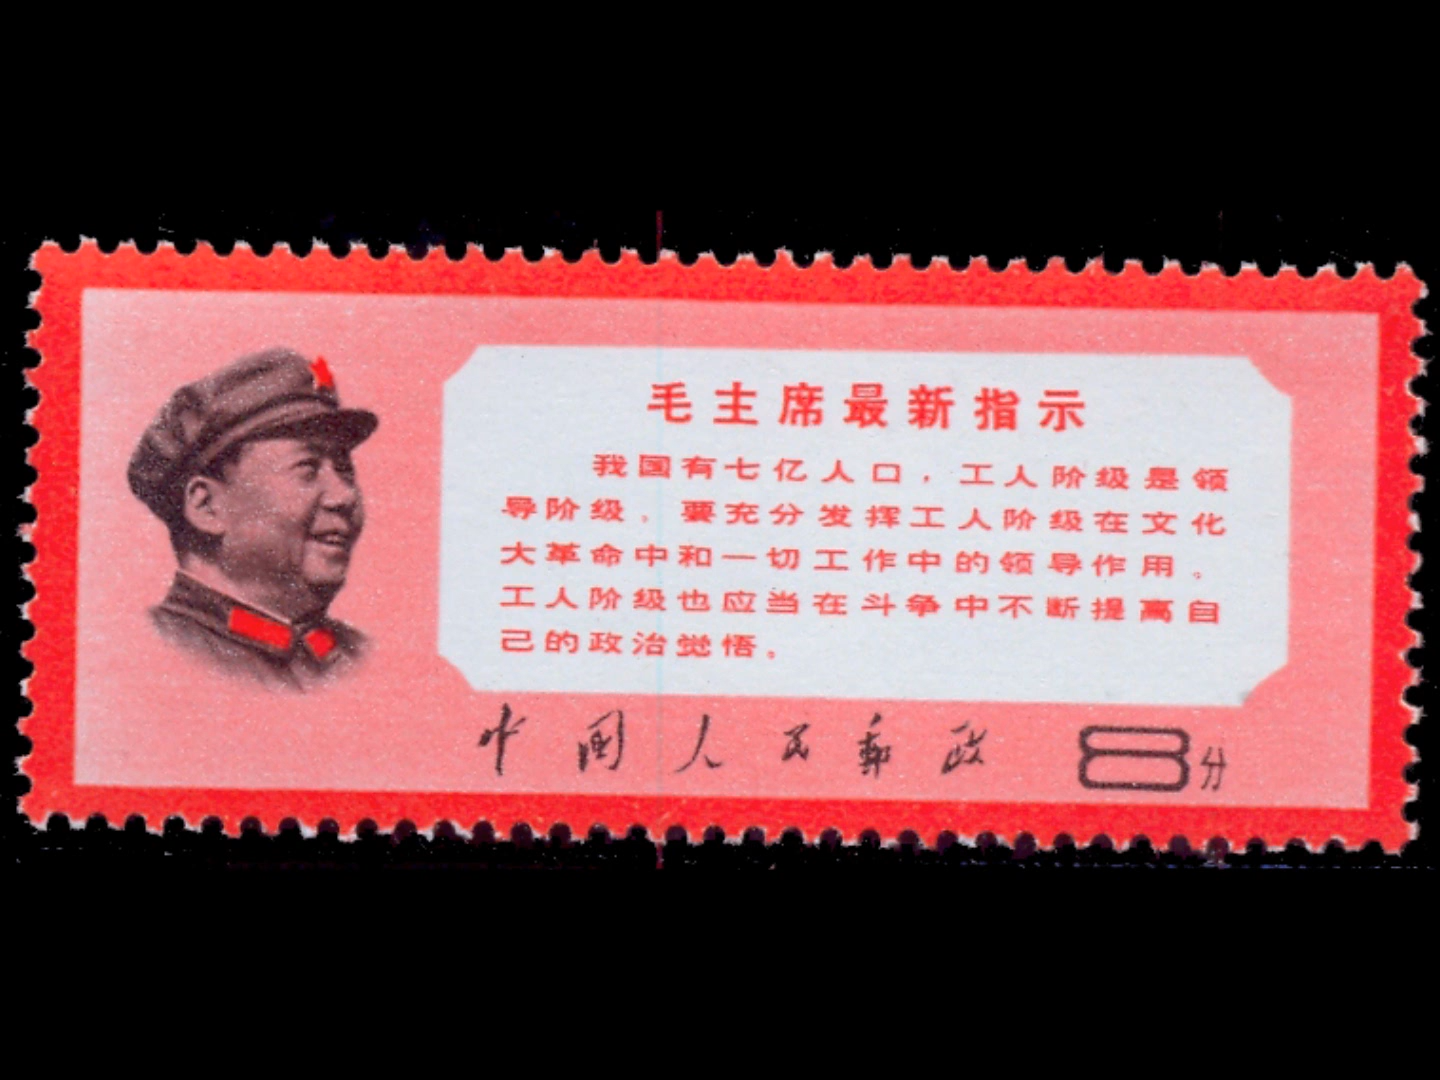 毛主席最新指示
我国有七亿人口，工人阶级是领
导阶级。要充分发挥工人阶级在文化
大革命中和一切工作中的领导作用。
工人阶级也应当在斗争中不断提高自
己的政治觉悟。
中国人民邮政 8分